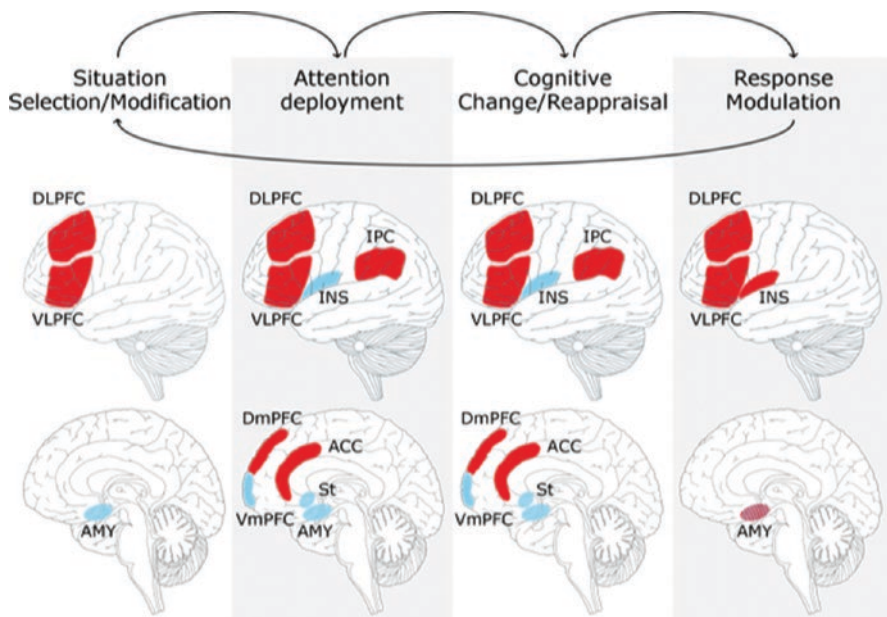 Situation
Selection/Modification
Attention
deployment
Cognitive
Change/Reappraisal
Response
Modulation
DLPFC
VLPFC
DLPFC
IPC
INS
VLPFC
DLPFC
IPC
INS
VLPFC
DLPFC
INS
VLPFC
AMY
DmPFC
ACC
St
VmPFC
AMY
DmPFC
ACC
St
VmPFC
AMY
AMY